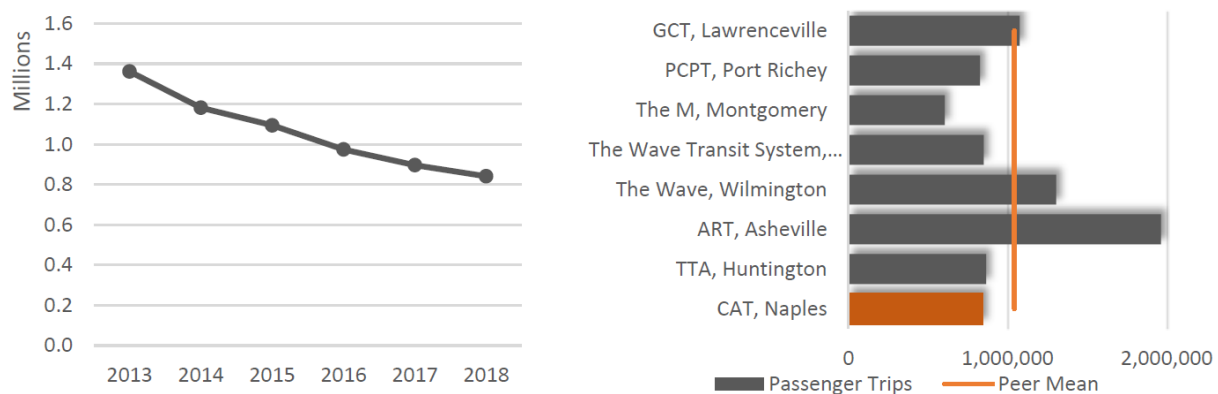 Millions
1.6
1.4
1.2
1.0
0.8
0.6
0.4
0.2
0.0
2013 2014 2015 2016 2017 2018
GCT, Lawrenceville
PCPT, Port Richey
The M, Montgomery
The Wave Transit System,...
The Wave, Wilmington
ART, Asheville
TTA, Huntington
CAT, Naples
0 1,000,000 2,000,000
Passenger Trips Peer Mean